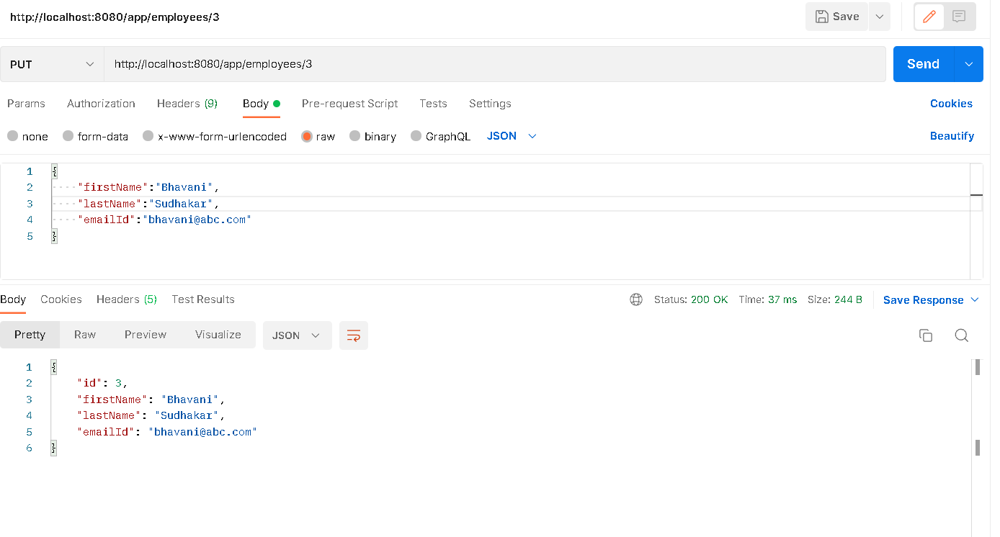 http://localhost:8080/app/employees/3 Save
PUT http://localhost:8080/app/employees/3 Send
Params Authorization Headers (9) Body Pre-request Script Tests Settings Cookies
none form-data x-www-form-urlencoded raw binary GraphQL JSON Beautify
1 {
2 "firstName":"Bhavani",
3 "lastName":"Sudhakar",
4 "emailId":"bhavani@abc.com"
5 }
Body Cookies Headers (5) Test Results Status: 200 OK Time: 37 ms Size: 244 B Save Response
Pretty Raw Preview Visualize JSON
1 {
2 "id": 3,
3 "firstName": "Bhavani",
4 "lastName": "Sudhakar",
5 "emailId": "bhavani@abc.com"
6 }